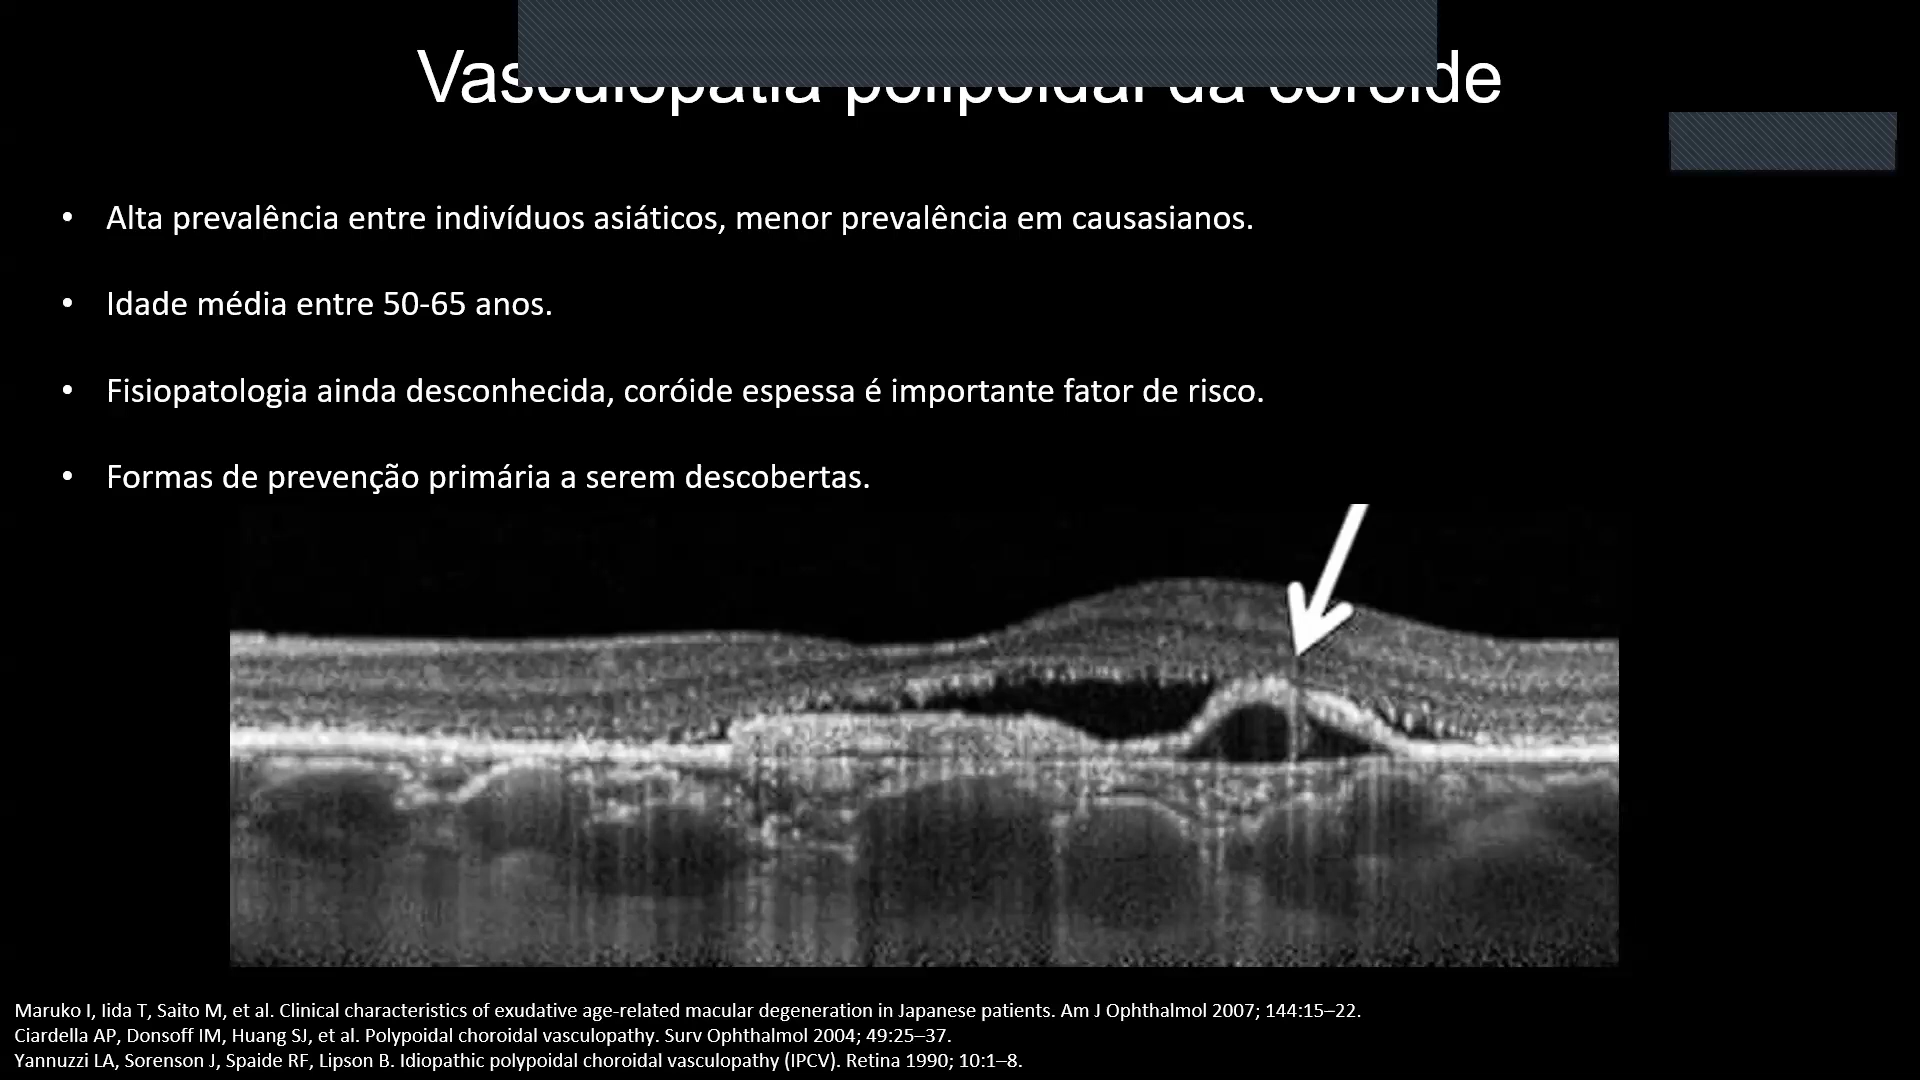 Vasculopatia polipoidal da coroide
• Alta prevalência entre indivíduos asiáticos, menor prevalência em causasianos.
• Idade média entre 50-65 anos.
• Fisiopatologia ainda desconhecida, coróide espessa é importante fator de risco.
• Formas de prevenção primária a serem descobertas.
Maruko I, Iida T, Saito M, et al. Clinical characteristics of exudative age-related macular degeneration in Japanese patients. Am J Ophthalmol 2007; 144:15–22.
Ciardella AP, Donsoff IM, Huang SJ, et al. Polypoidal choroidal vasculopathy. Surv Ophthalmol 2004; 49:25–37.
Yannuzzi LA, Sorenson J, Spaide RF, Lipson B. Idiopathic polypoidal choroidal vasculopathy (IPCV). Retina 1990; 10:1–8.